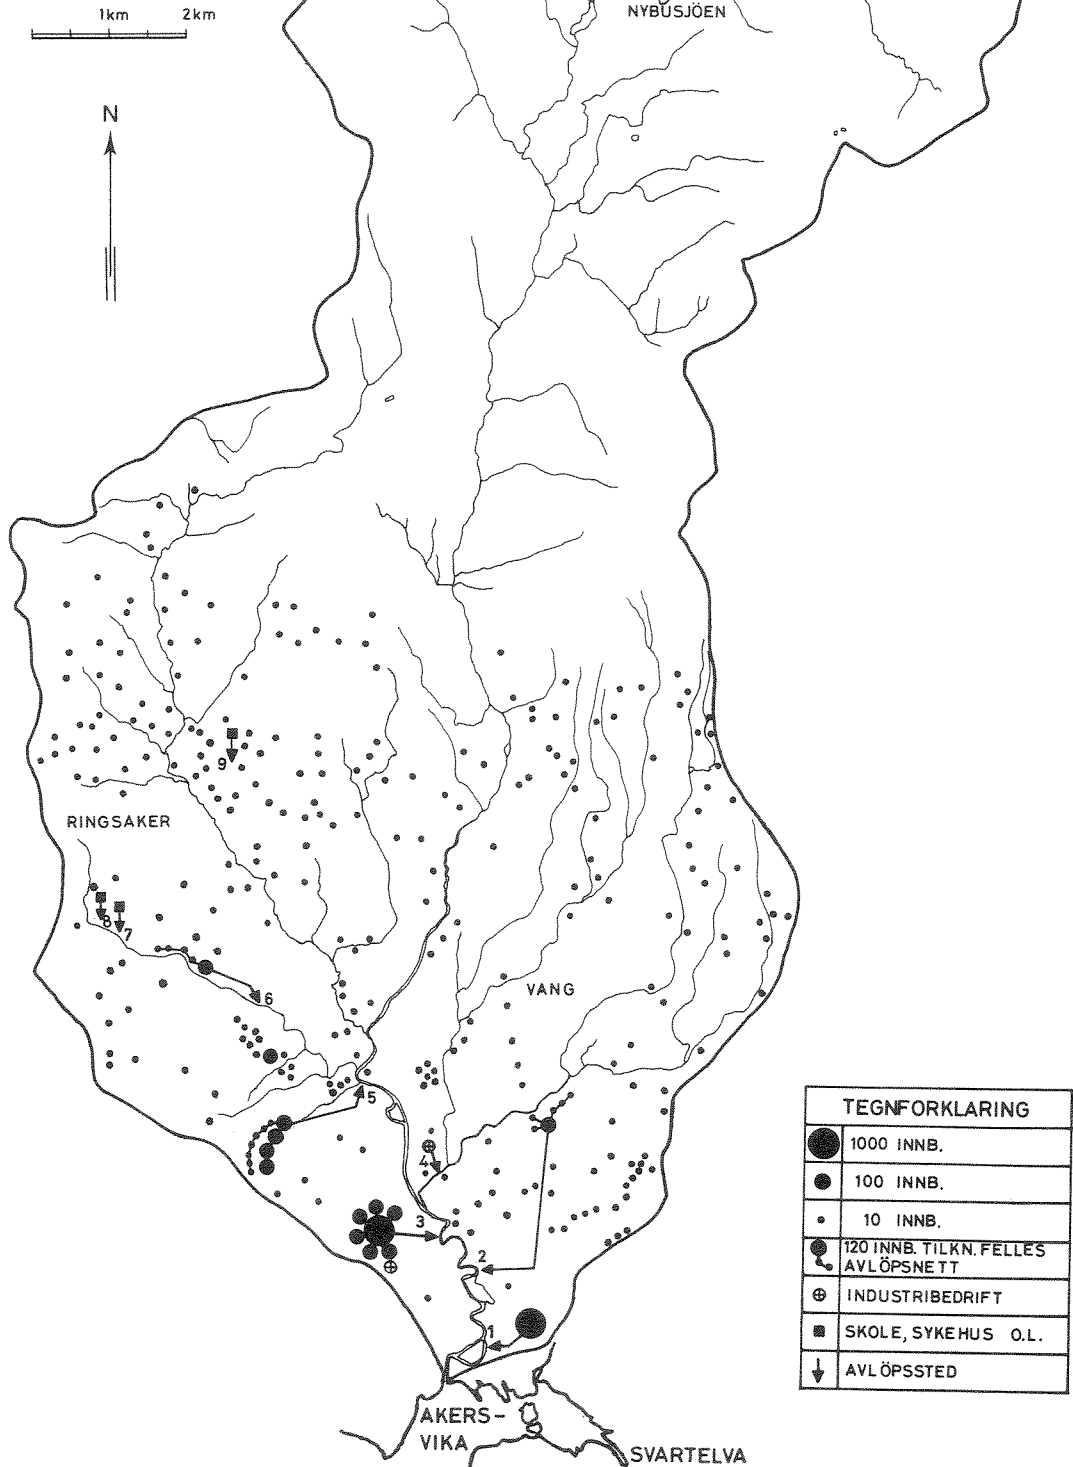 1km 2km
NYBUSJÖEN
N
9
RINGSAKER
8
7
6
VANG
5
4
3
2
1
TEGNFORKLARING
1000 INNB.
100 INNB.
10 INNB.
120 INNB. TILKN. FELLES
AVLÖPSNETT
INDUSTRIBEDRIFT
SKOLE, SYKEHUS O.L.
AVLÖPSSTED
AKERS-
VIKA
SVARTELVA